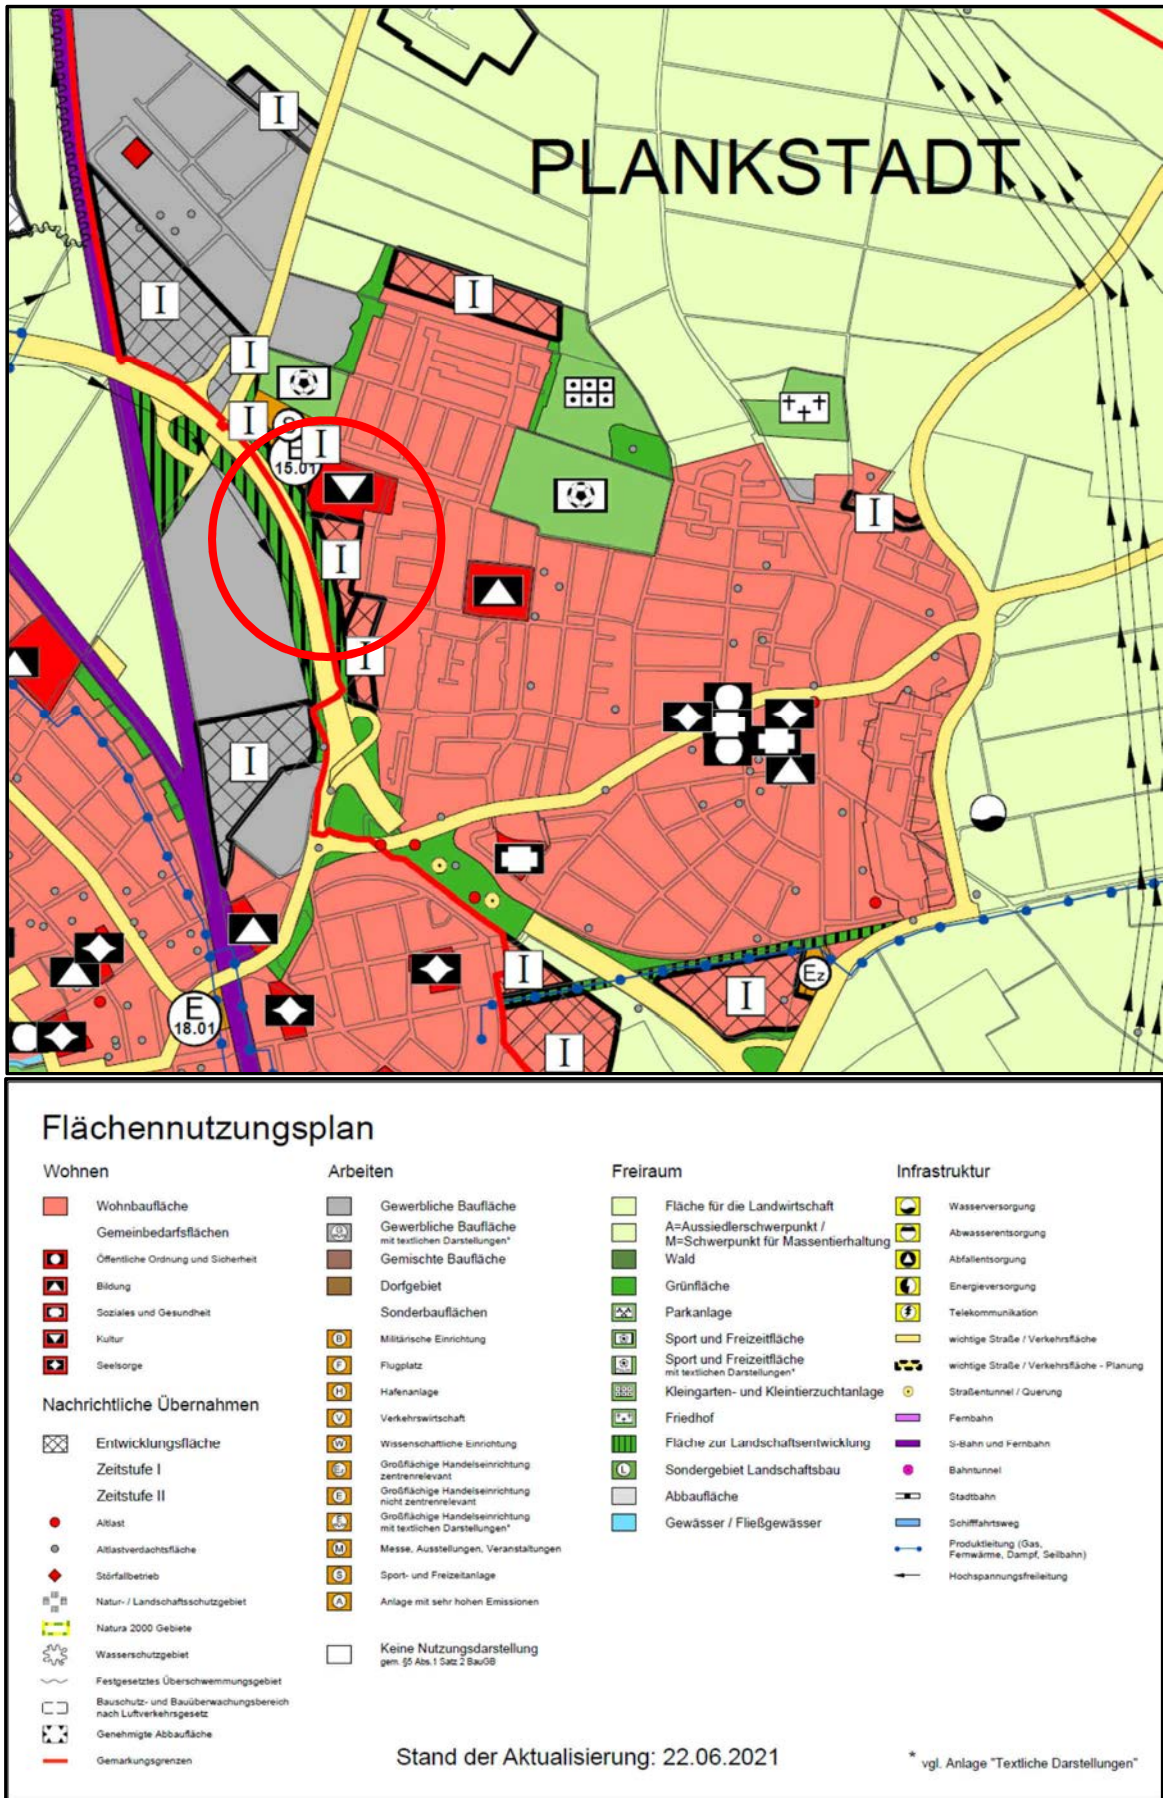 I
PLANKSTADT
I
I
I
I
S
I
E
15.01
I
I
I
I
I
I
Ez
E
18.01
I
Flächennutzungsplan
Wohnen
Wohnbaufläche
Gemeinbedarfsflächen
Öffentliche Ordnung und Sicherheit
Bildung
Soziales und Gesundheit
Kultur
Seelsorge
Nachrichtliche Übernahmen
Entwicklungsfläche
Zeitstufe I
Zeitstufe II
Altlast
Altlastverdachtsfläche
Störfallbetrieb
Natur- / Landschaftsschutzgebiet
Natura 2000 Gebiete
Wasserschutzgebiet
Festgesetztes Überschwemmungsgebiet
Bauschutz- und Bauüberwachungsbereich
nach Luftverkehrsgesetz
Genehmigte Abbaufläche
Gemarkungsgrenzen
Arbeiten
Gewerbliche Baufläche
Gewerbliche Baufläche
mit textlichen Darstellungen*
Gemischte Baufläche
Dorfgebiet
Sonderbauflächen
B Militärische Einrichtung
F Flugplatz
H Hafenanlage
V Verkehrswirtschaft
W Wissenschaftliche Einrichtung
Ez Großflächige Handelseinrichtung
zentrenrelevant
E Großflächige Handelseinrichtung
nicht zentrenrelevant
E Großflächige Handelseinrichtung
mit textlichen Darstellungen*
M Messe, Ausstellungen, Veranstaltungen
S Sport- und Freizeitanlage
A Anlage mit sehr hohen Emissionen
Keine Nutzungsdarstellung
gem. §5 Abs.1 Satz 2 BauGB
Freiraum
Fläche für die Landwirtschaft
A=Aussiedlerschwerpunkt /
M=Schwerpunkt für Massentierhaltung
Wald
Grünfläche
Parkanlage
Sport und Freizeitfläche
Sport und Freizeitfläche
mit textlichen Darstellungen*
Kleingarten- und Kleintierzuchtanlage
Friedhof
Fläche zur Landschaftsentwicklung
L Sondergebiet Landschaftsbau
Abbaufläche
Gewässer / Fließgewässer
Infrastruktur
Wasserversorgung
Abwasserentsorgung
Abfallentsorgung
Energieversorgung
Telekommunikation
wichtige Straße / Verkehrsfläche
wichtige Straße / Verkehrsfläche - Planung
Straßentunnel / Querung
Fernbahn
S-Bahn und Fernbahn
Bahntunnel
Stadtbahn
Schifffahrtsweg
Produktleitung (Gas,
Fernwärme, Dampf, Seilbahn)
Hochspannungsfreileitung
Stand der Aktualisierung: 22.06.2021
* vgl. Anlage "Textliche Darstellungen"